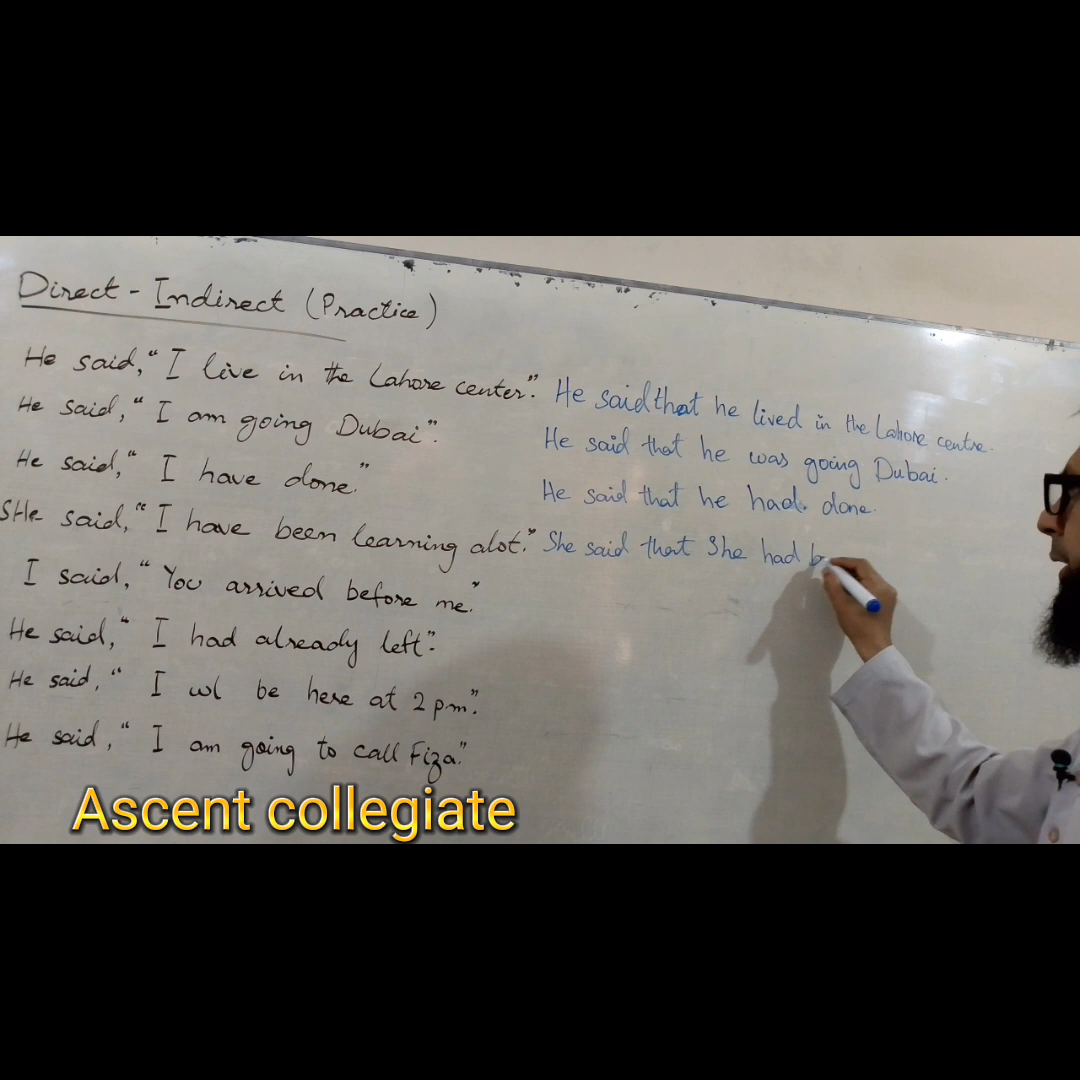 Direct - Indirect (Practice)
He said, "I live in the Lahore center". He said that he lived in the Lahore centre.
He said, "I am going Dubai". He said that he was going Dubai.
He said, "I have done." He said that he had. done.
SHe said, "I have been learning alot." She said that She had b
I said, "You arrived before me."
He said, "I had already left".
He said, "I wl be here at 2 pm".
He said, "I am going to call Fiza."
Ascent collegiate